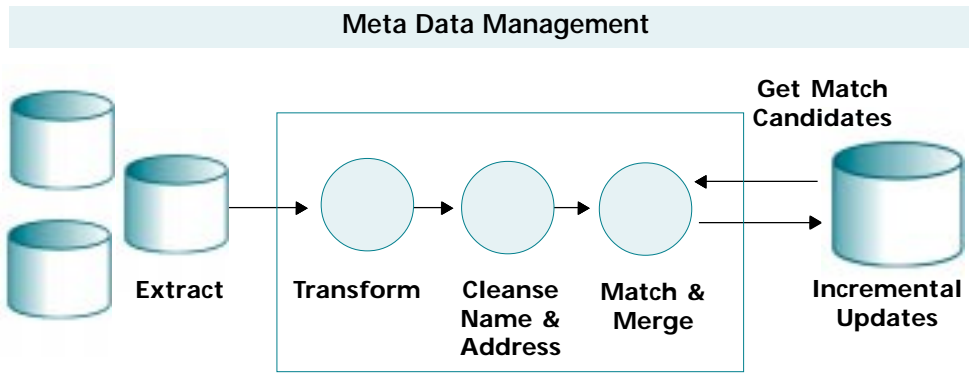 Meta Data Management
Get Match
Candidates
Extract
Transform
Cleanse
Name &
Address
Match &
Merge
Incremental
Updates